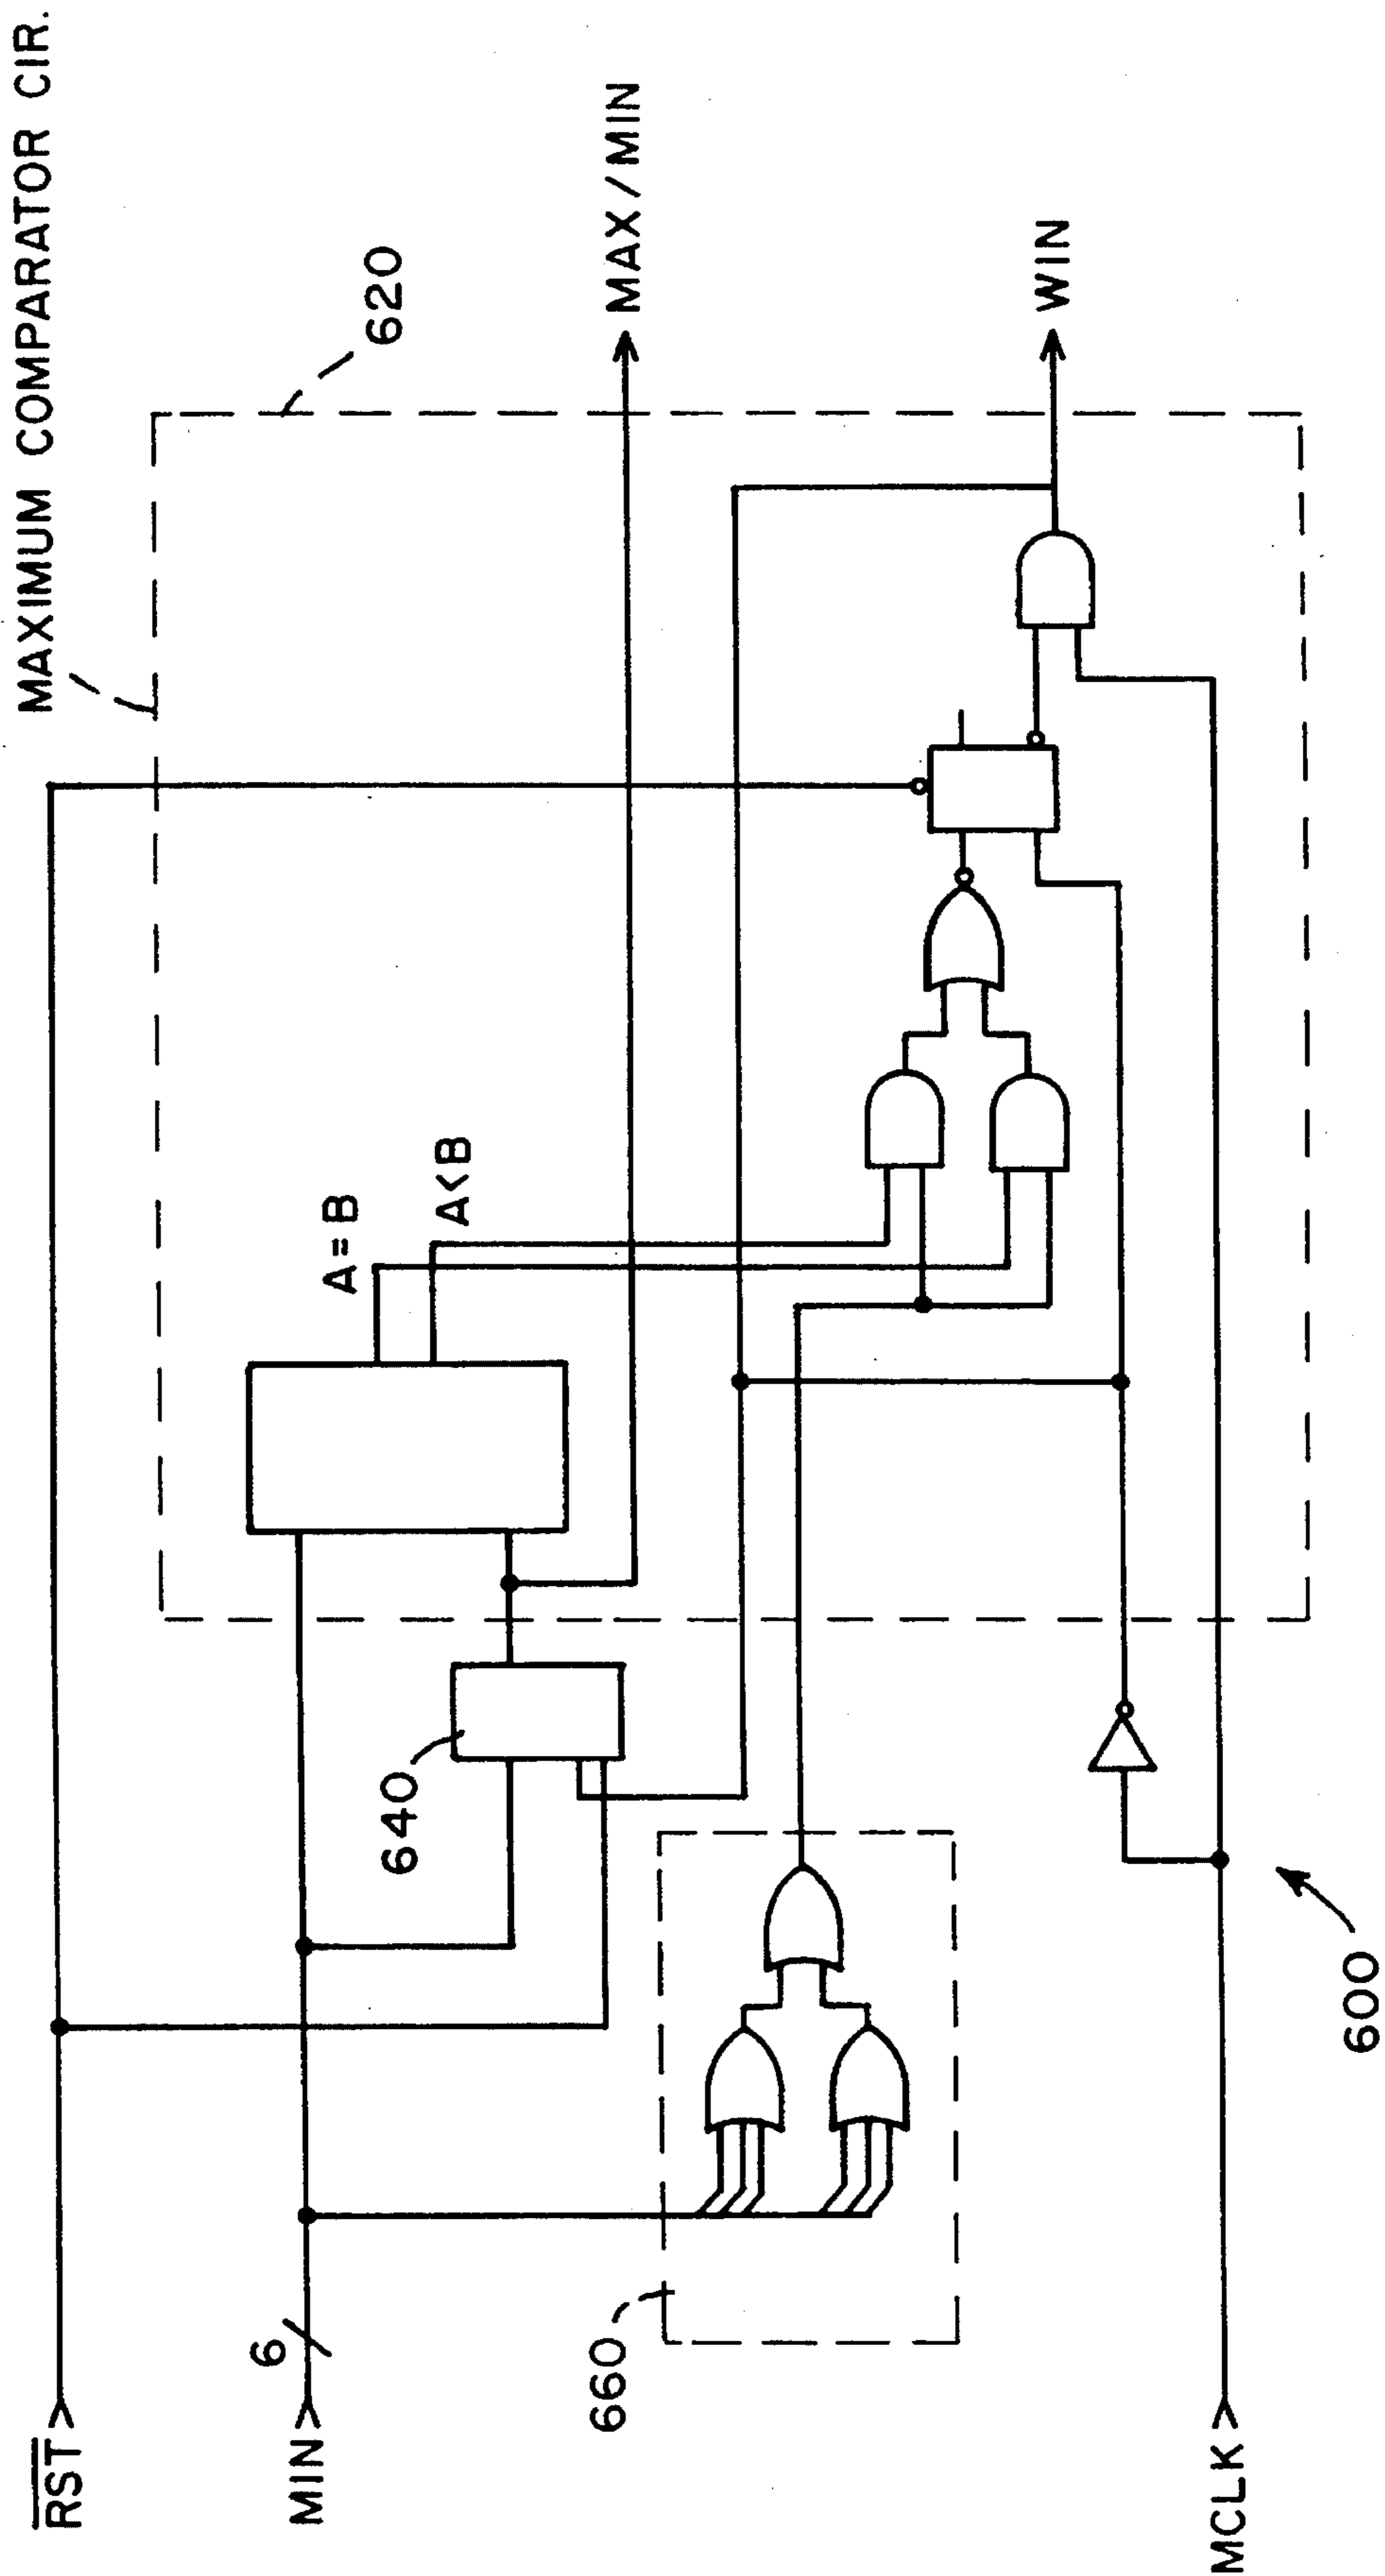 MAXIMUM COMPARATOR CIR.
620
MAX/MIN
WIN
A=B
A<B
640
660
600
6
RST
MIN
MCLK